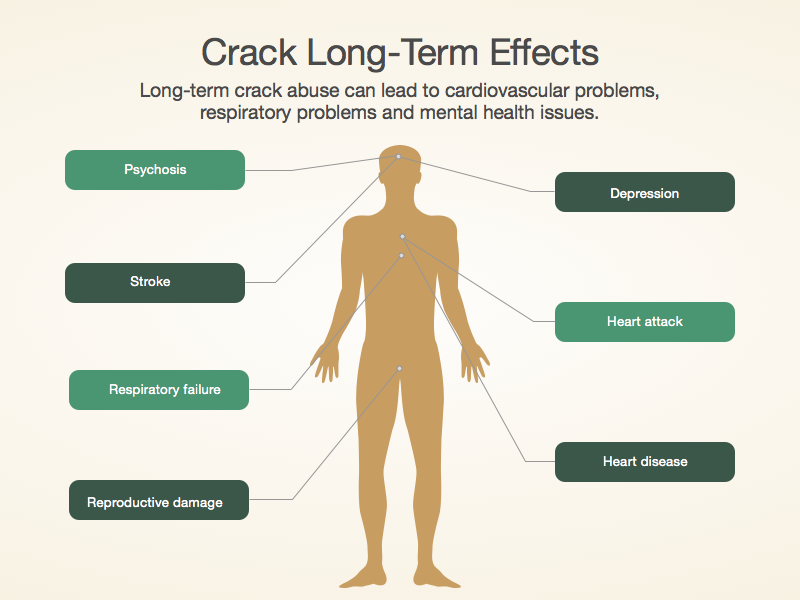 Crack Long-Term Effects
Long-term crack abuse can lead to cardiovascular problems,
respiratory problems and mental health issues.
Psychosis
Depression
Stroke
Heart attack
Respiratory failure
Heart disease
Reproductive damage